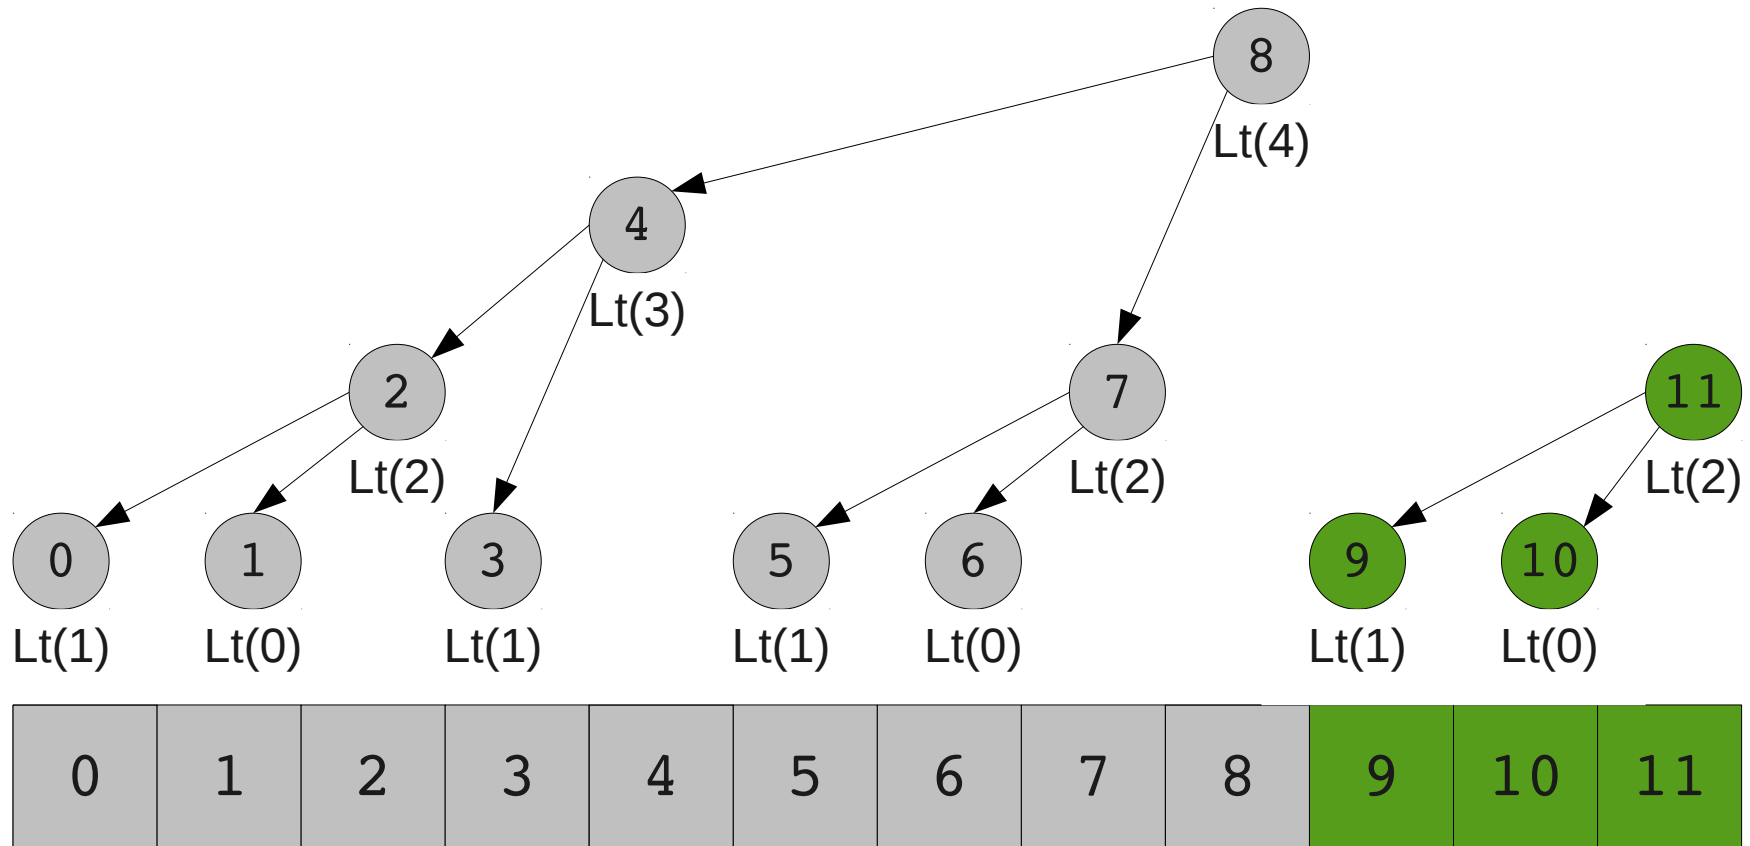 8
Lt(4)
4
Lt(3)
2 7 11
Lt(2) Lt(2) Lt(2)
0 1 3 5 6 9 10
Lt(1) Lt(0) Lt(1) Lt(1) Lt(0) Lt(1) Lt(0)
0 1 2 3 4 5 6 7 8 9 10 11